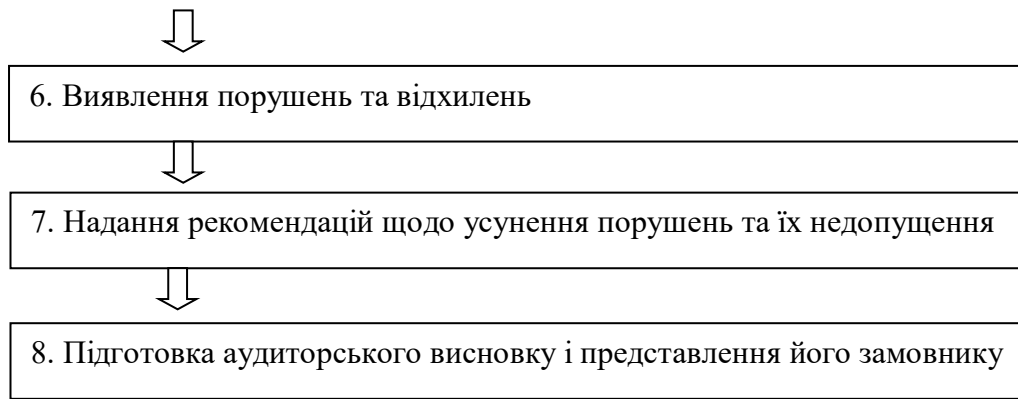 6. Виявлення порушень та відхилень
7. Надання рекомендацій щодо усунення порушень та їх недопущення
8. Підготовка аудиторського висновку і представлення його замовнику